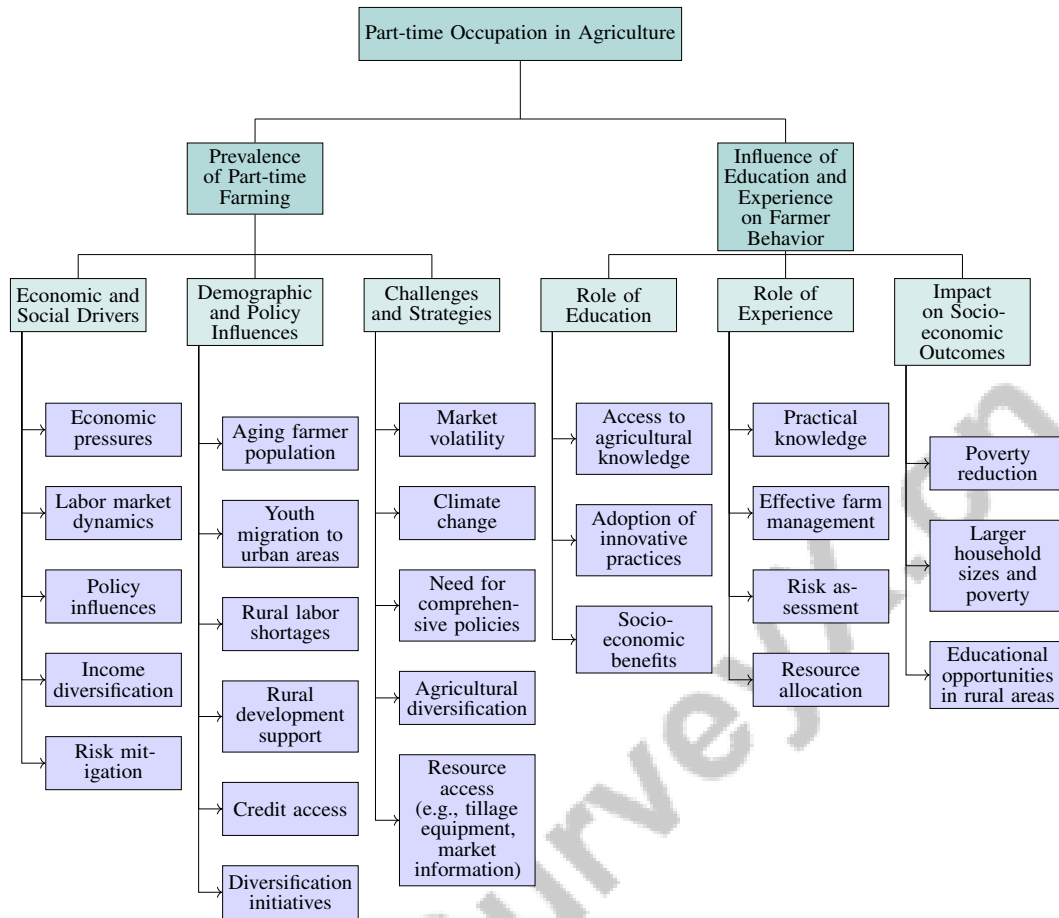 Part-time Occupation in Agriculture
Prevalence
of Part-time
Farming
Influence of
Education and
Experience
on Farmer
Behavior
Economic and
Social Drivers
Demographic
and Policy
Influences
Challenges
and Strategies
Role of
Education
Role of
Experience
Impact
on Socio-
economic
Outcomes
Economic
pressures
Labor market
dynamics
Policy
influences
Income
diversification
Risk mit-
igation
Aging farmer
population
Youth
migration to
urban areas
Rural labor
shortages
Rural
development
support
Credit access
Diversification
initiatives
Market
volatility
Climate
change
Need for
comprehen-
sive policies
Agricultural
diversification
Resource
access
(e.g., tillage
equipment,
market
information)
Access to
agricultural
knowledge
Adoption of
innovative
practices
Socio-
economic
benefits
Practical
knowledge
Effective farm
management
Risk as-
sessment
Resource
allocation
Poverty
reduction
Larger
household
sizes and
poverty
Educational
opportunities
in rural areas